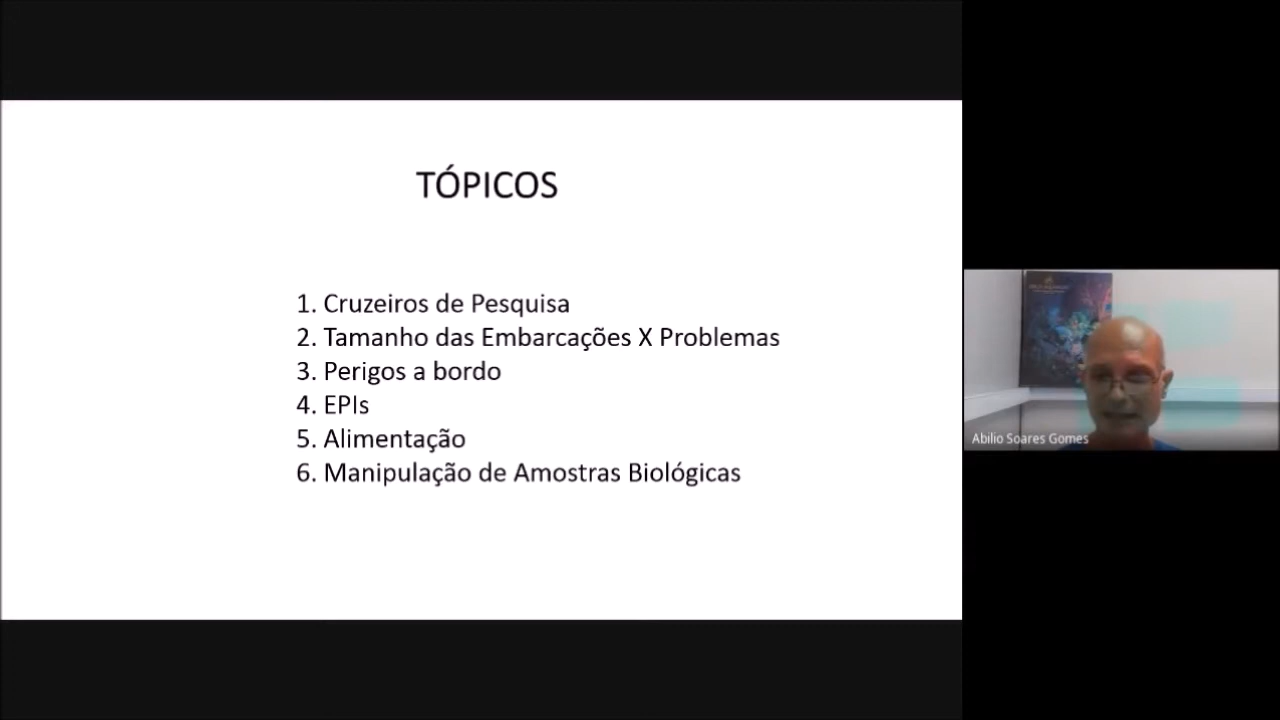 TÓPICOS
1. Cruzeiros de Pesquisa
2. Tamanho das Embarcações X Problemas
3. Perigos a bordo
4. EPIs
5. Alimentação
6. Manipulação de Amostras Biológicas
Abilio Soares Gomes